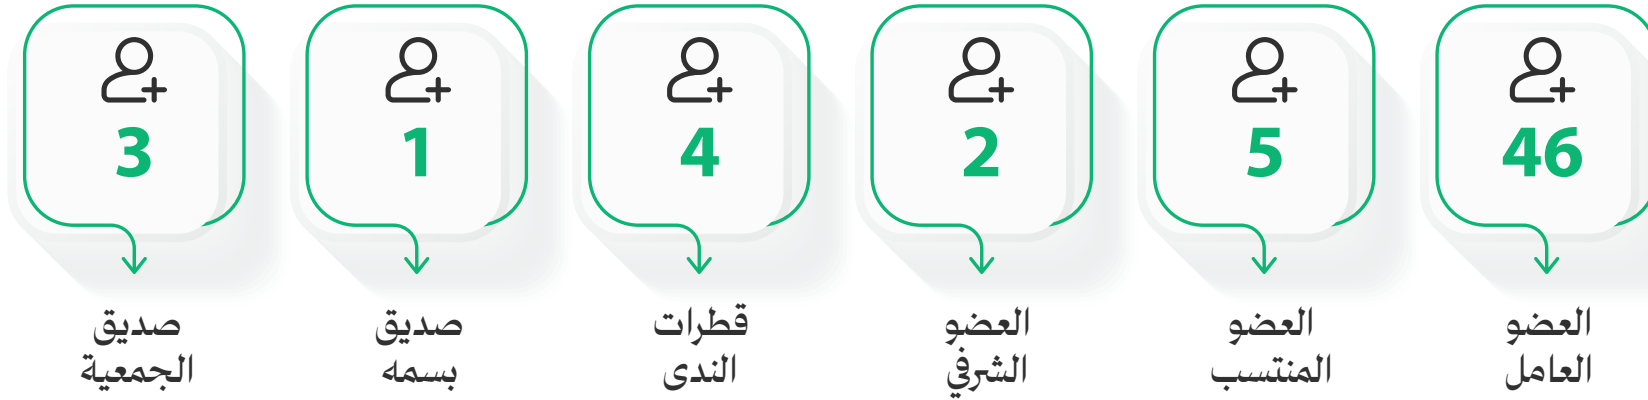 46
العضو
العامل
5
العضو
المنتسب
2
العضو
الشرفي
4
قطرات
الندى
1
صديق
بسمه
3
صديق
الجمعية